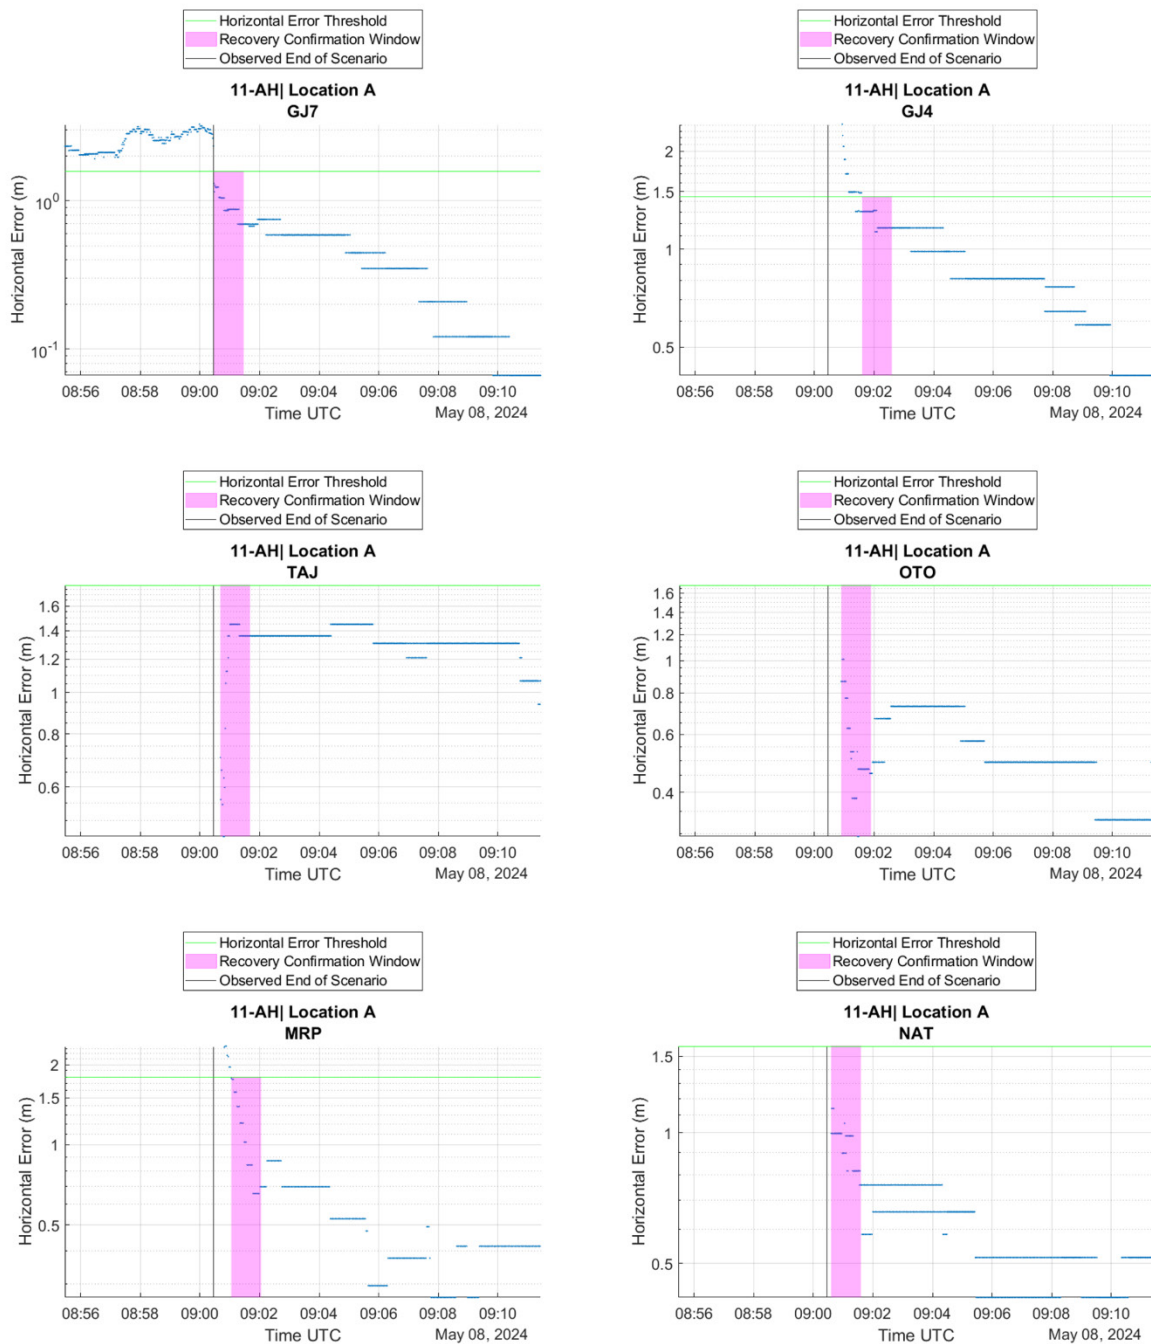 Horizontal Error Threshold
Recovery Confirmation Window
Observed End of Scenario
11-AH| Location A
GJ7
Horizontal Error (m)
10^0
10^-1
08:56 08:58 09:00 09:02 09:04 09:06 09:08 09:10
Time UTC
May 08, 2024
Horizontal Error Threshold
Recovery Confirmation Window
Observed End of Scenario
11-AH| Location A
GJ4
Horizontal Error (m)
2
1.5
1
0.5
08:56 08:58 09:00 09:02 09:04 09:06 09:08 09:10
Time UTC
May 08, 2024
Horizontal Error Threshold
Recovery Confirmation Window
Observed End of Scenario
11-AH| Location A
TAJ
Horizontal Error (m)
1.6
1.4
1.2
1
0.8
0.6
08:56 08:58 09:00 09:02 09:04 09:06 09:08 09:10
Time UTC
May 08, 2024
Horizontal Error Threshold
Recovery Confirmation Window
Observed End of Scenario
11-AH| Location A
OTO
Horizontal Error (m)
1.6
1.4
1.2
1
0.8
0.6
0.4
08:56 08:58 09:00 09:02 09:04 09:06 09:08 09:10
Time UTC
May 08, 2024
Horizontal Error Threshold
Recovery Confirmation Window
Observed End of Scenario
11-AH| Location A
MRP
Horizontal Error (m)
2
1.5
1
0.5
08:56 08:58 09:00 09:02 09:04 09:06 09:08 09:10
Time UTC
May 08, 2024
Horizontal Error Threshold
Recovery Confirmation Window
Observed End of Scenario
11-AH| Location A
NAT
Horizontal Error (m)
1.5
1
0.5
08:56 08:58 09:00 09:02 09:04 09:06 09:08 09:10
Time UTC
May 08, 2024